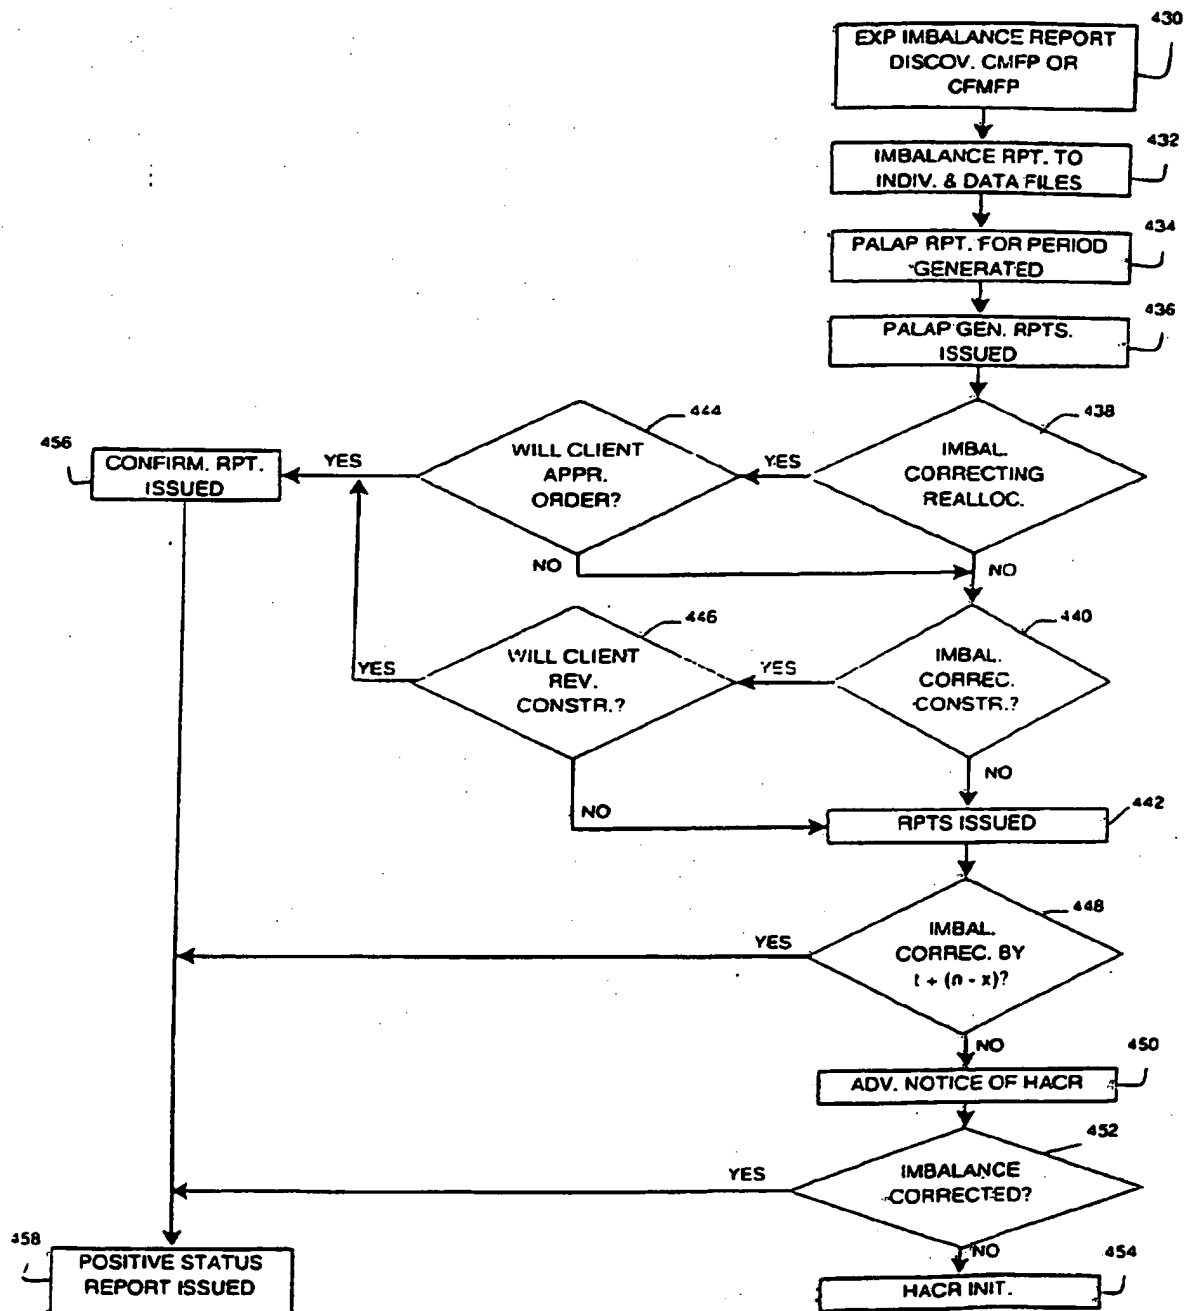 430
EXP IMBALANCE REPORT
DISCOV. CMFP OR
CFMFP
432
IMBALANCE RPT. TO
INDIV. & DATA FILES
434
PALAP RPT. FOR PERIOD
GENERATED
436
PALAP GEN. RPTS.
ISSUED
438
IMBAL.
CORRECTING
REALLOC.
YES
444
WILL CLIENT
APPR.
ORDER?
YES
456
CONFIRM. RPT.
ISSUED
NO
NO
440
IMBAL.
CORREC.
CONSTR.?
YES
446
WILL CLIENT
REV.
CONSTR.?
YES
NO
NO
442
RPTS ISSUED
448
IMBAL.
CORREC. BY
t + (n - x)?
YES
NO
450
ADV. NOTICE OF HACR
452
IMBALANCE
CORRECTED?
YES
NO
458
POSITIVE STATUS
REPORT ISSUED
454
HACR INIT.